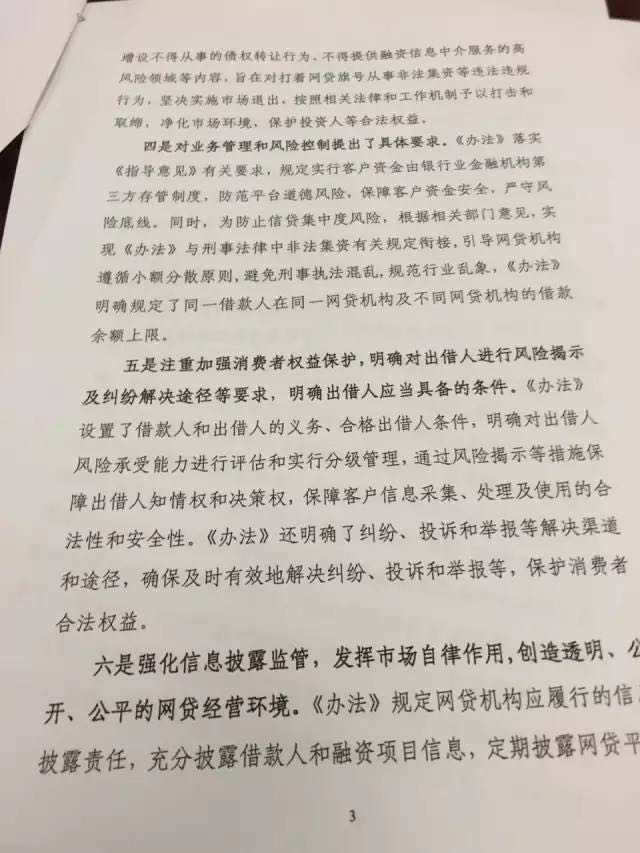 增设不得从事的债权转让行为、不得提供融资信息中介服务的高
风险领域等内容，旨在对打着网贷旗号从事非法集资等违法违规
行为，坚决实施市场退出，按照相关法律和工作机制予以打击和
取缔，净化市场环境，保护投资人等合法权益。
四是对业务管理和风险控制提出了具体要求。《办法》落实
《指导意见》有关要求，规定实行客户资金由银行业金融机构第
三方存管制度，防范平台道德风险，保障客户资金安全，严守风
险底线。同时，为防止信贷集中度风险，根据相关部门意见，实
现《办法》与刑事法律中非法集资有关规定衔接，引导网贷机构
遵循小额分散原则，避免刑事执法混乱，规范行业乱象，《办法》
明确规定了同一借款人在同一网贷机构及不同网贷机构的借款
余额上限。
五是注重加强消费者权益保护，明确对出借人进行风险揭示
及纠纷解决途径等要求，明确出借人应当具备的条件。《办法》
设置了借款人和出借人的义务、合格出借人条件，明确对出借人
风险承受能力进行评估和实行分级管理，通过风险揭示等措施保
障出借人知情权和决策权，保障客户信息采集、处理及使用的合
法性和安全性。《办法》还明确了纠纷、投诉和举报等解决渠道
和途径，确保及时有效地解决纠纷、投诉和举报等，保护消费者
合法权益。
六是强化信息披露监管，发挥市场自律作用，创造透明、公
开、公平的网贷经营环境。《办法》规定网贷机构应履行的信息
披露责任，充分披露借款人和融资项目信息，定期披露网贷平
3